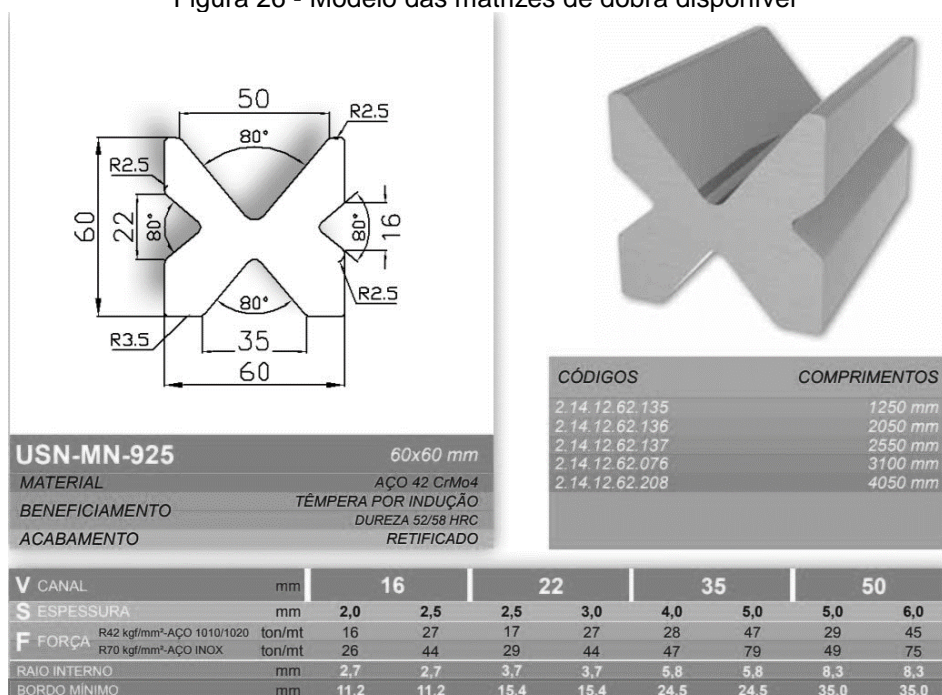 Figura 26 - Modelo das matrizes de dobra disponível
50
R2.5
80°
R2.5
60
22
80°
80°
16
R2.5
80°
R3.5
35
60
CÓDIGOS COMPRIMENTOS
2.14.12.62.135 1250 mm
2.14.12.62.136 2050 mm
2.14.12.62.137 2550 mm
2.14.12.62.076 3100 mm
2.14.12.62.208 4050 mm
USN-MN-925 60x60 mm
MATERIAL AÇO 42 CrMo4
BENEFICIAMENTO TÊMPERA POR INDUÇÃO
DUREZA 52/58 HRC
ACABAMENTO RETIFICADO
V CANAL mm 16 22 35 50
S ESPESSURA mm 2,0 2,5 2,5 3,0 4,0 5,0 5,0 6,0
F FORÇA R42 kgf/mm²-AÇO 1010/1020 ton/mt 16 27 17 27 28 47 29 45
R70 kgf/mm²-AÇO INOX ton/mt 26 44 29 44 47 79 49 75
RAIO INTERNO mm 2,7 2,7 3,7 3,7 5,8 5,8 8,3 8,3
BORDO MÍNIMO mm 11,2 11,2 15,4 15,4 24,5 24,5 35,0 35,0